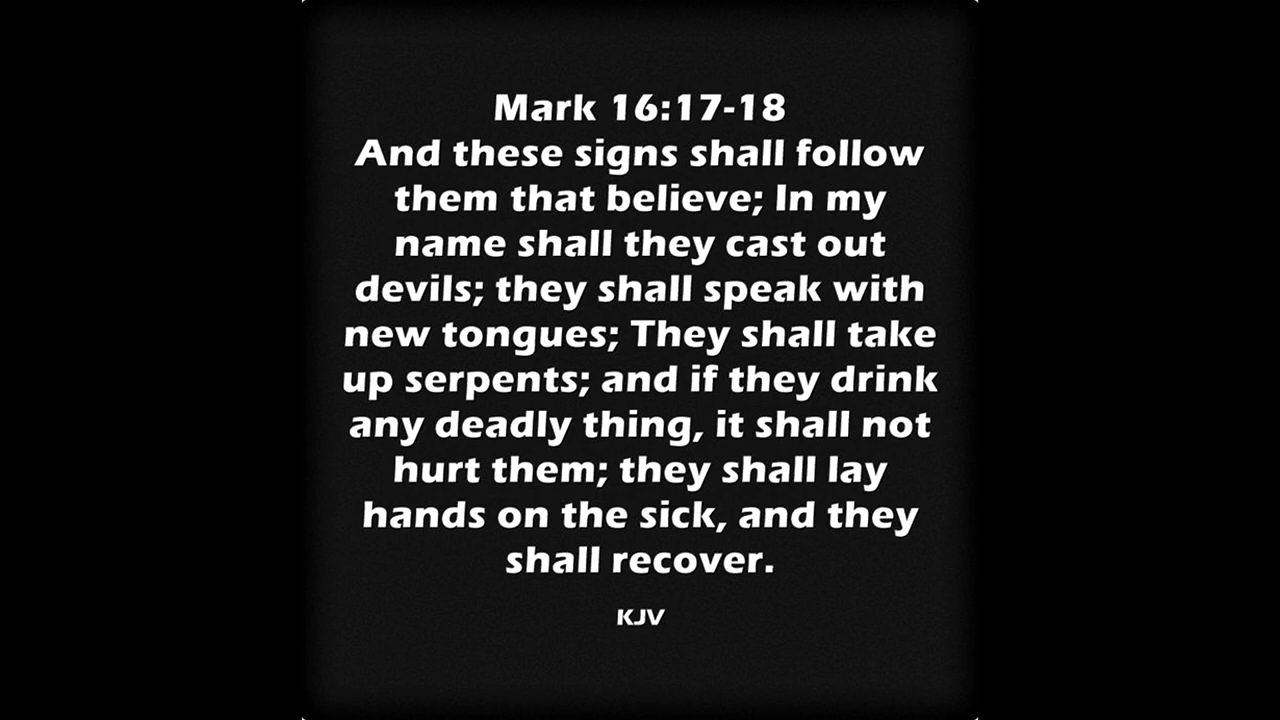 Mark 16:17-18
And these signs shall follow
them that believe; In my
name shall they cast out
devils; they shall speak with
new tongues; They shall take
up serpents; and if they drink
any deadly thing, it shall not
hurt them; they shall lay
hands on the sick, and they
shall recover.
KJV